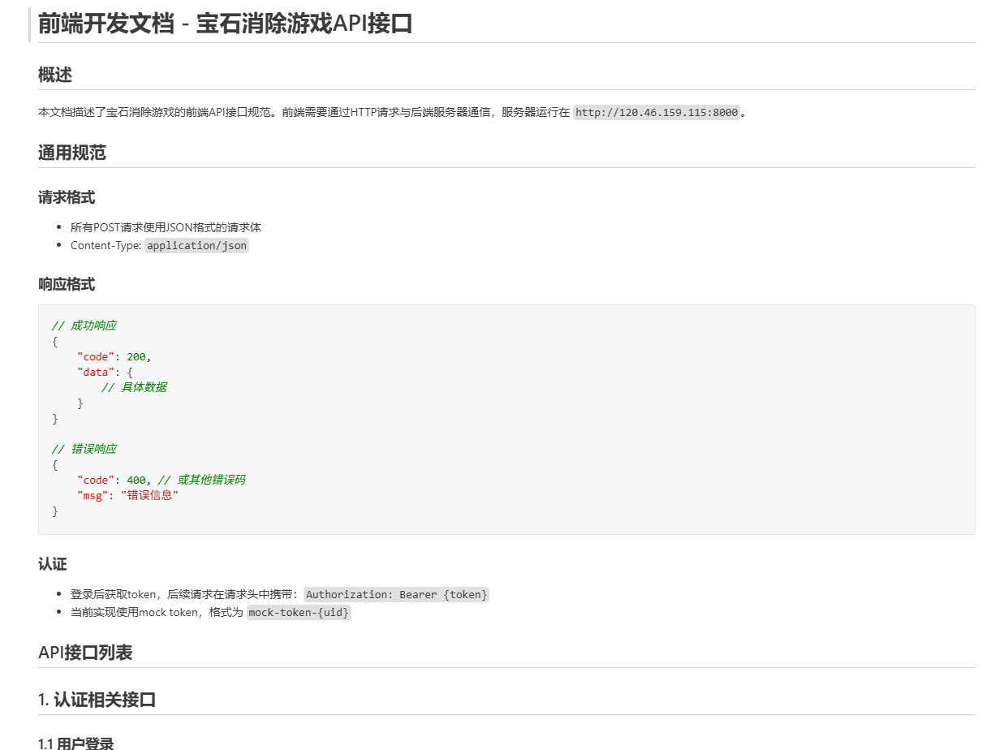 前端开发文档 - 宝石消除游戏API接口
概述
本文档描述了宝石消除游戏的前端API接口规范。前端需要通过HTTP请求与后端服务器通信，服务器运行在 http://120.46.159.115:8000。
通用规范
请求格式
• 所有POST请求使用JSON格式的请求体
• Content-Type: application/json
响应格式
// 成功响应
{
    "code": 200,
    "data": {
        // 具体数据
    }
}

// 错误响应
{
    "code": 400, // 或其他错误码
    "msg": "错误信息"
}
认证
• 登录后获取token，后续请求在请求头中携带：Authorization: Bearer {token}
• 当前实现使用mock token，格式为 mock-token-{uid}
API接口列表
1. 认证相关接口
1.1 用户登录